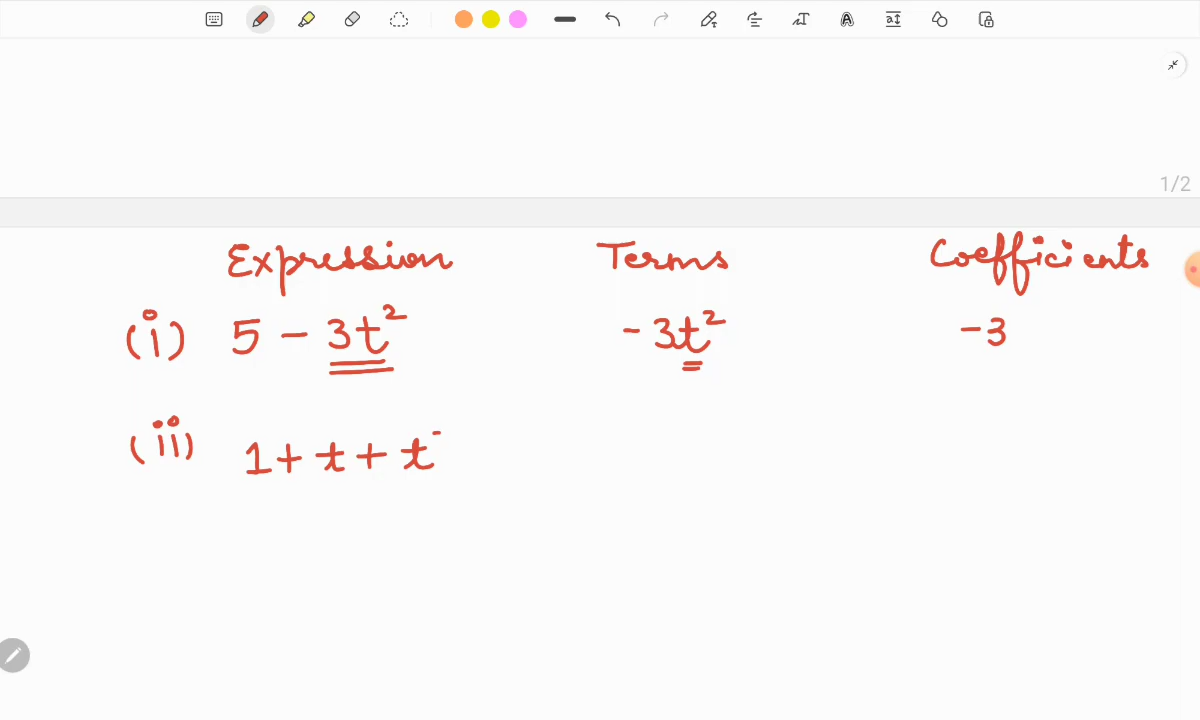 1/2
Expression Terms Coefficients
(i) 5 - 3t² -3t² -3
(ii) 1 + t + t